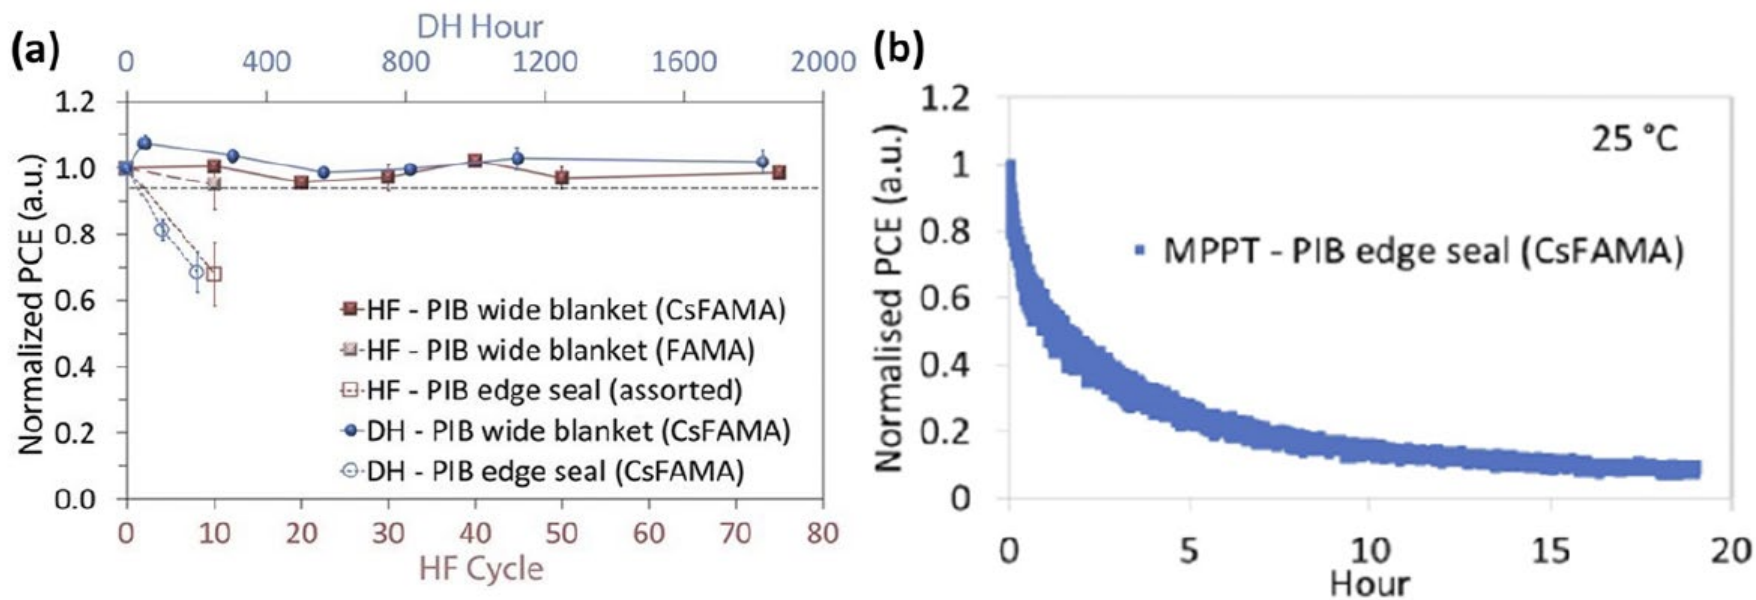 (a)
DH Hour
0 400 800 1200 1600 2000
1.2
1.0
0.8
0.6
0.4
0.2
0.0
Normalized PCE (a.u.)
HF - PIB wide blanket (CsFAMA)
HF - PIB wide blanket (FAMA)
HF - PIB edge seal (assorted)
DH - PIB wide blanket (CsFAMA)
DH - PIB edge seal (CsFAMA)
0 10 20 30 40 50 60 70 80
HF Cycle
(b)
1.2
1
0.8
0.6
0.4
0.2
0
Normalised PCE (a.u.)
25 °C
MPPT - PIB edge seal (CsFAMA)
0 5 10 15 20
Hour